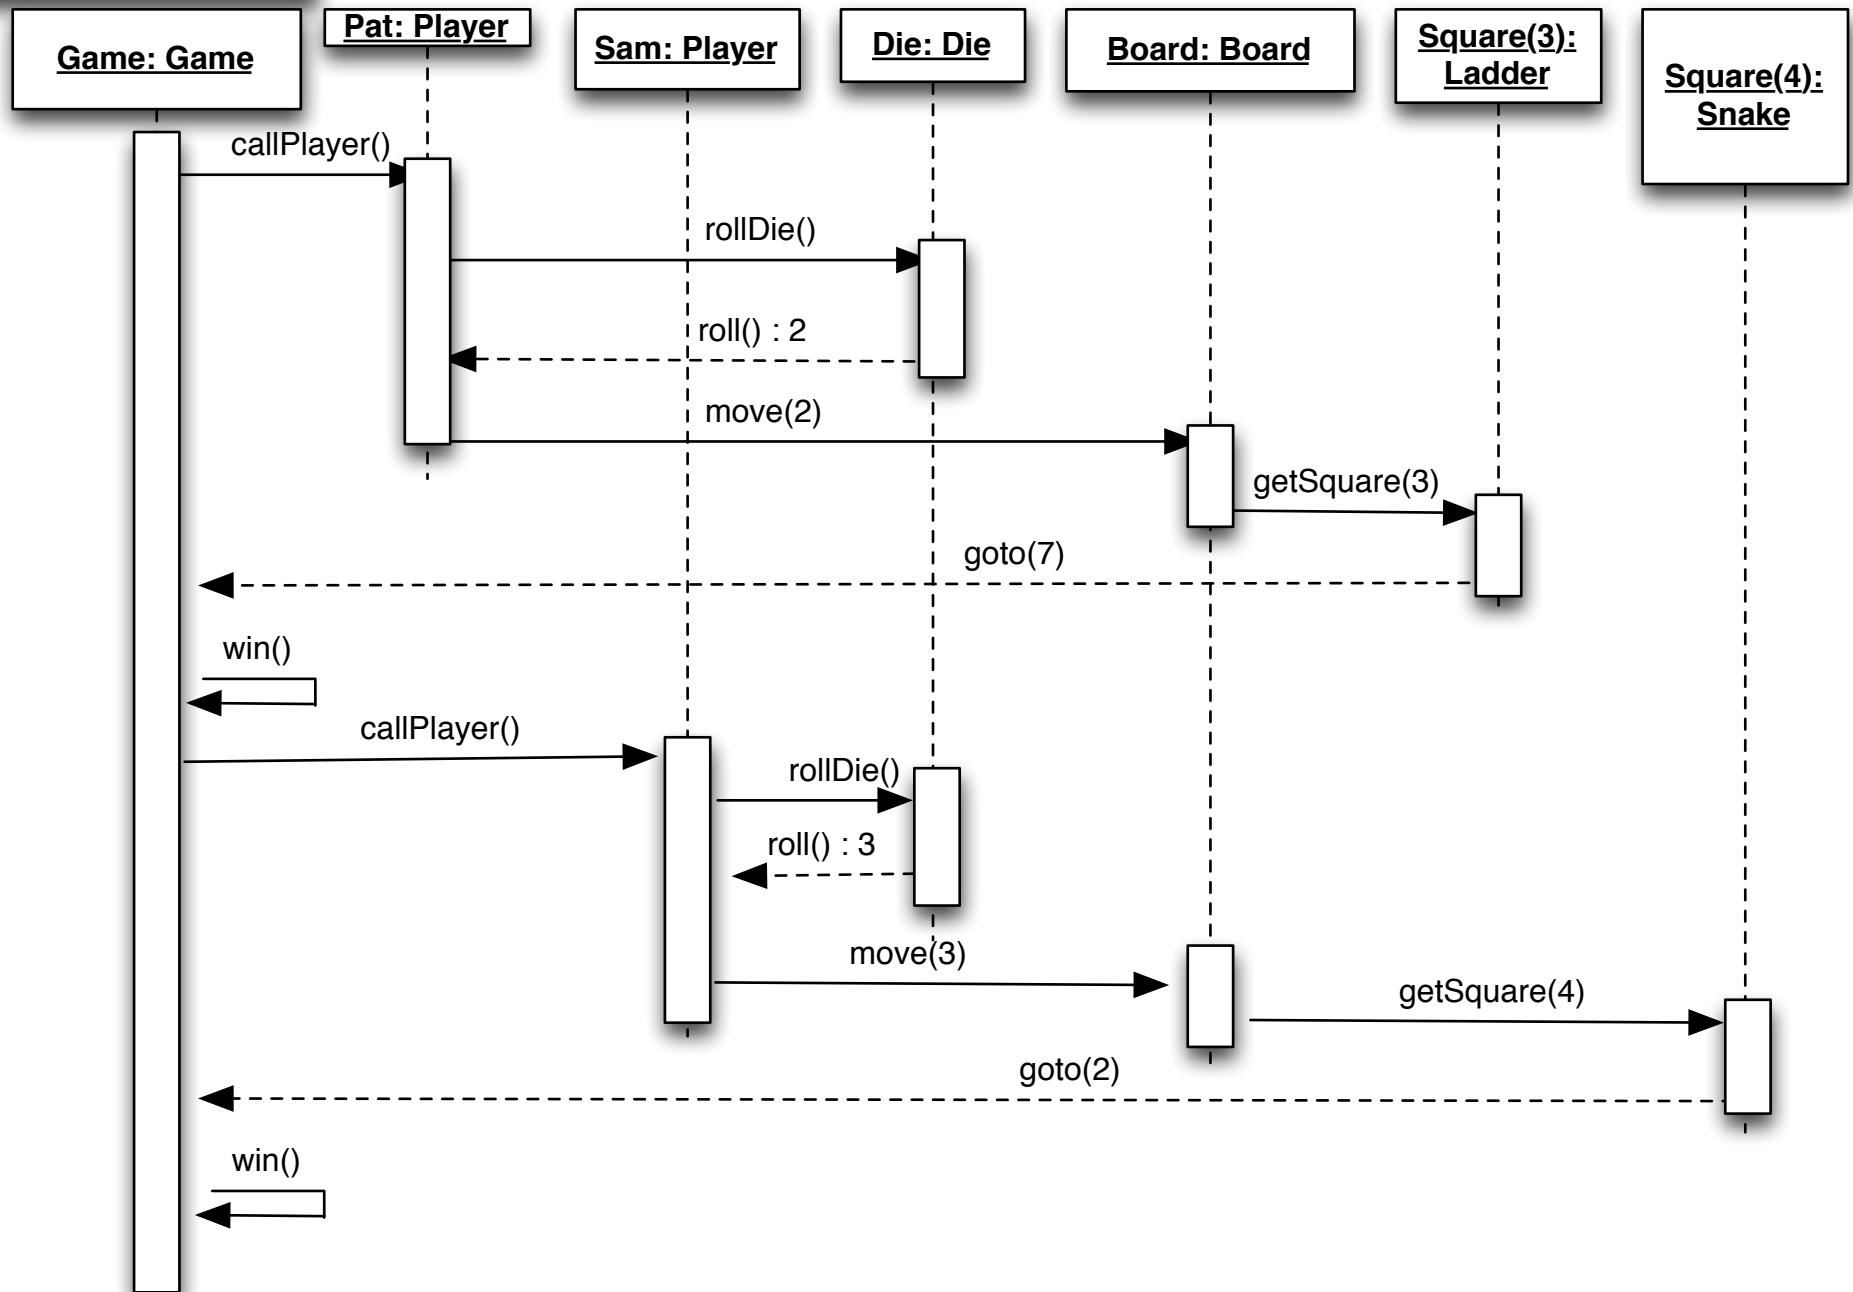 Game: Game
Pat: Player
Sam: Player
Die: Die
Board: Board
Square(3):
Ladder
Square(4):
Snake
callPlayer()
rollDie()
roll() : 2
move(2)
getSquare(3)
goto(7)
win()
callPlayer()
rollDie()
roll() : 3
move(3)
getSquare(4)
goto(2)
win()